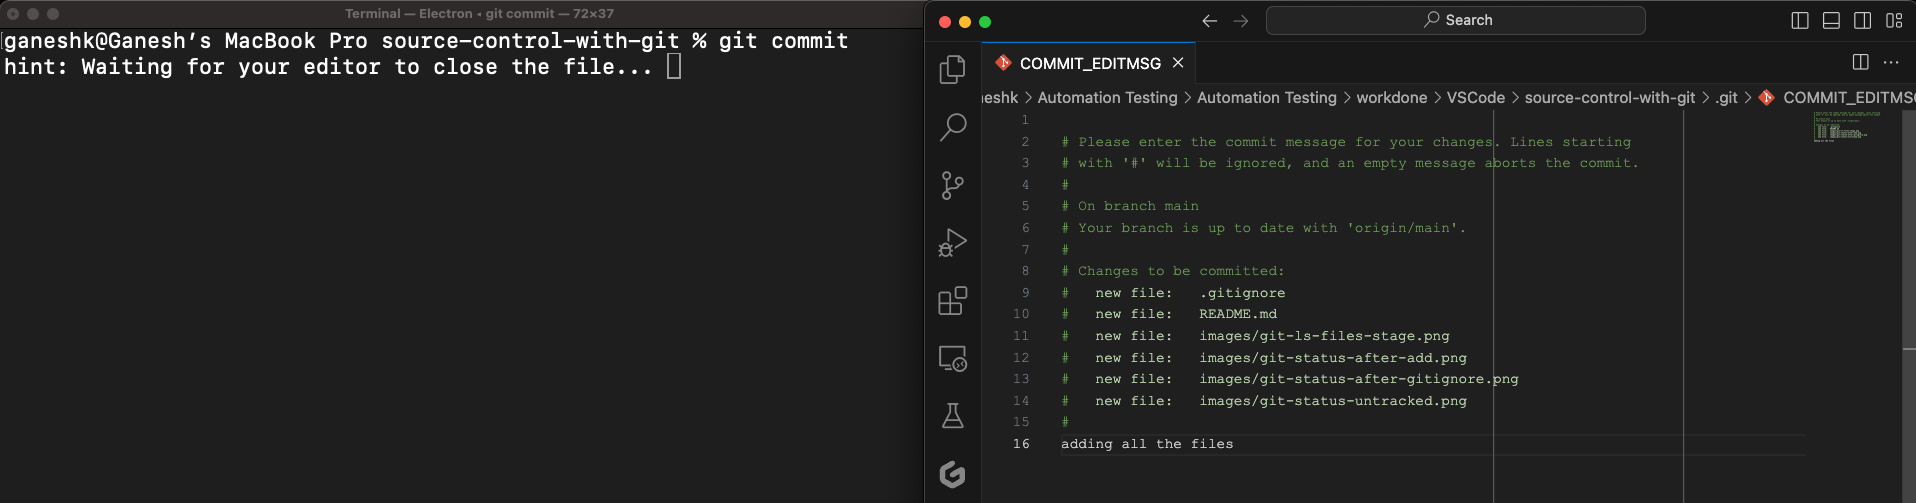 Terminal — Electron ◂ git commit — 72×37
ganeshk@Ganesh’s MacBook Pro source-control-with-git % git commit
hint: Waiting for your editor to close the file...
Search
COMMIT_EDITMSG
eshk > Automation Testing > Automation Testing > workdone > VSCode > source-control-with-git > .git > COMMIT_EDITMS
1
2 # Please enter the commit message for your changes. Lines starting
3 # with '#' will be ignored, and an empty message aborts the commit.
4 #
5 # On branch main
6 # Your branch is up to date with 'origin/main'.
7 #
8 # Changes to be committed:
9 #   new file:   .gitignore
10 #   new file:   README.md
11 #   new file:   images/git-ls-files-stage.png
12 #   new file:   images/git-status-after-add.png
13 #   new file:   images/git-status-after-gitignore.png
14 #   new file:   images/git-status-untracked.png
15 #
16 adding all the files